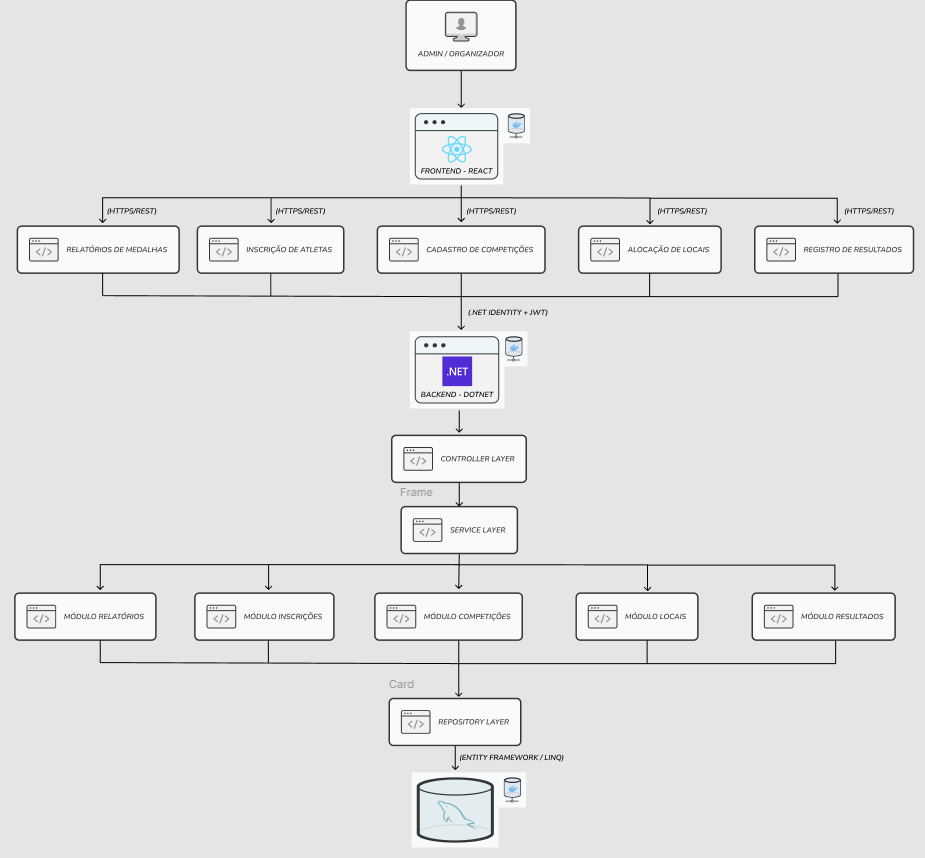 ADMIN / ORGANIZADOR
FRONTEND - REACT
(HTTPS/REST)
(HTTPS/REST)
(HTTPS/REST)
(HTTPS/REST)
(HTTPS/REST)
RELATÓRIOS DE MEDALHAS
INSCRIÇÃO DE ATLETAS
CADASTRO DE COMPETIÇÕES
ALOCAÇÃO DE LOCAIS
REGISTRO DE RESULTADOS
(.NET IDENTITY + JWT)
.NET
BACKEND - DOTNET
CONTROLLER LAYER
Frame
SERVICE LAYER
MÓDULO RELATÓRIOS
MÓDULO INSCRIÇÕES
MÓDULO COMPETIÇÕES
MÓDULO LOCAIS
MÓDULO RESULTADOS
Card
REPOSITORY LAYER
(ENTITY FRAMEWORK / LINQ)